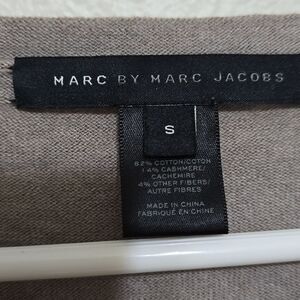 MARC BY MARC JACOBS
S
82% COTTON/COTON
14% CASHMERE/
CACHEMIRE
4% OTHER FIBERS/
AUTRE FIBRES
MADE IN CHINA
FABRIQUÉ EN CHINE